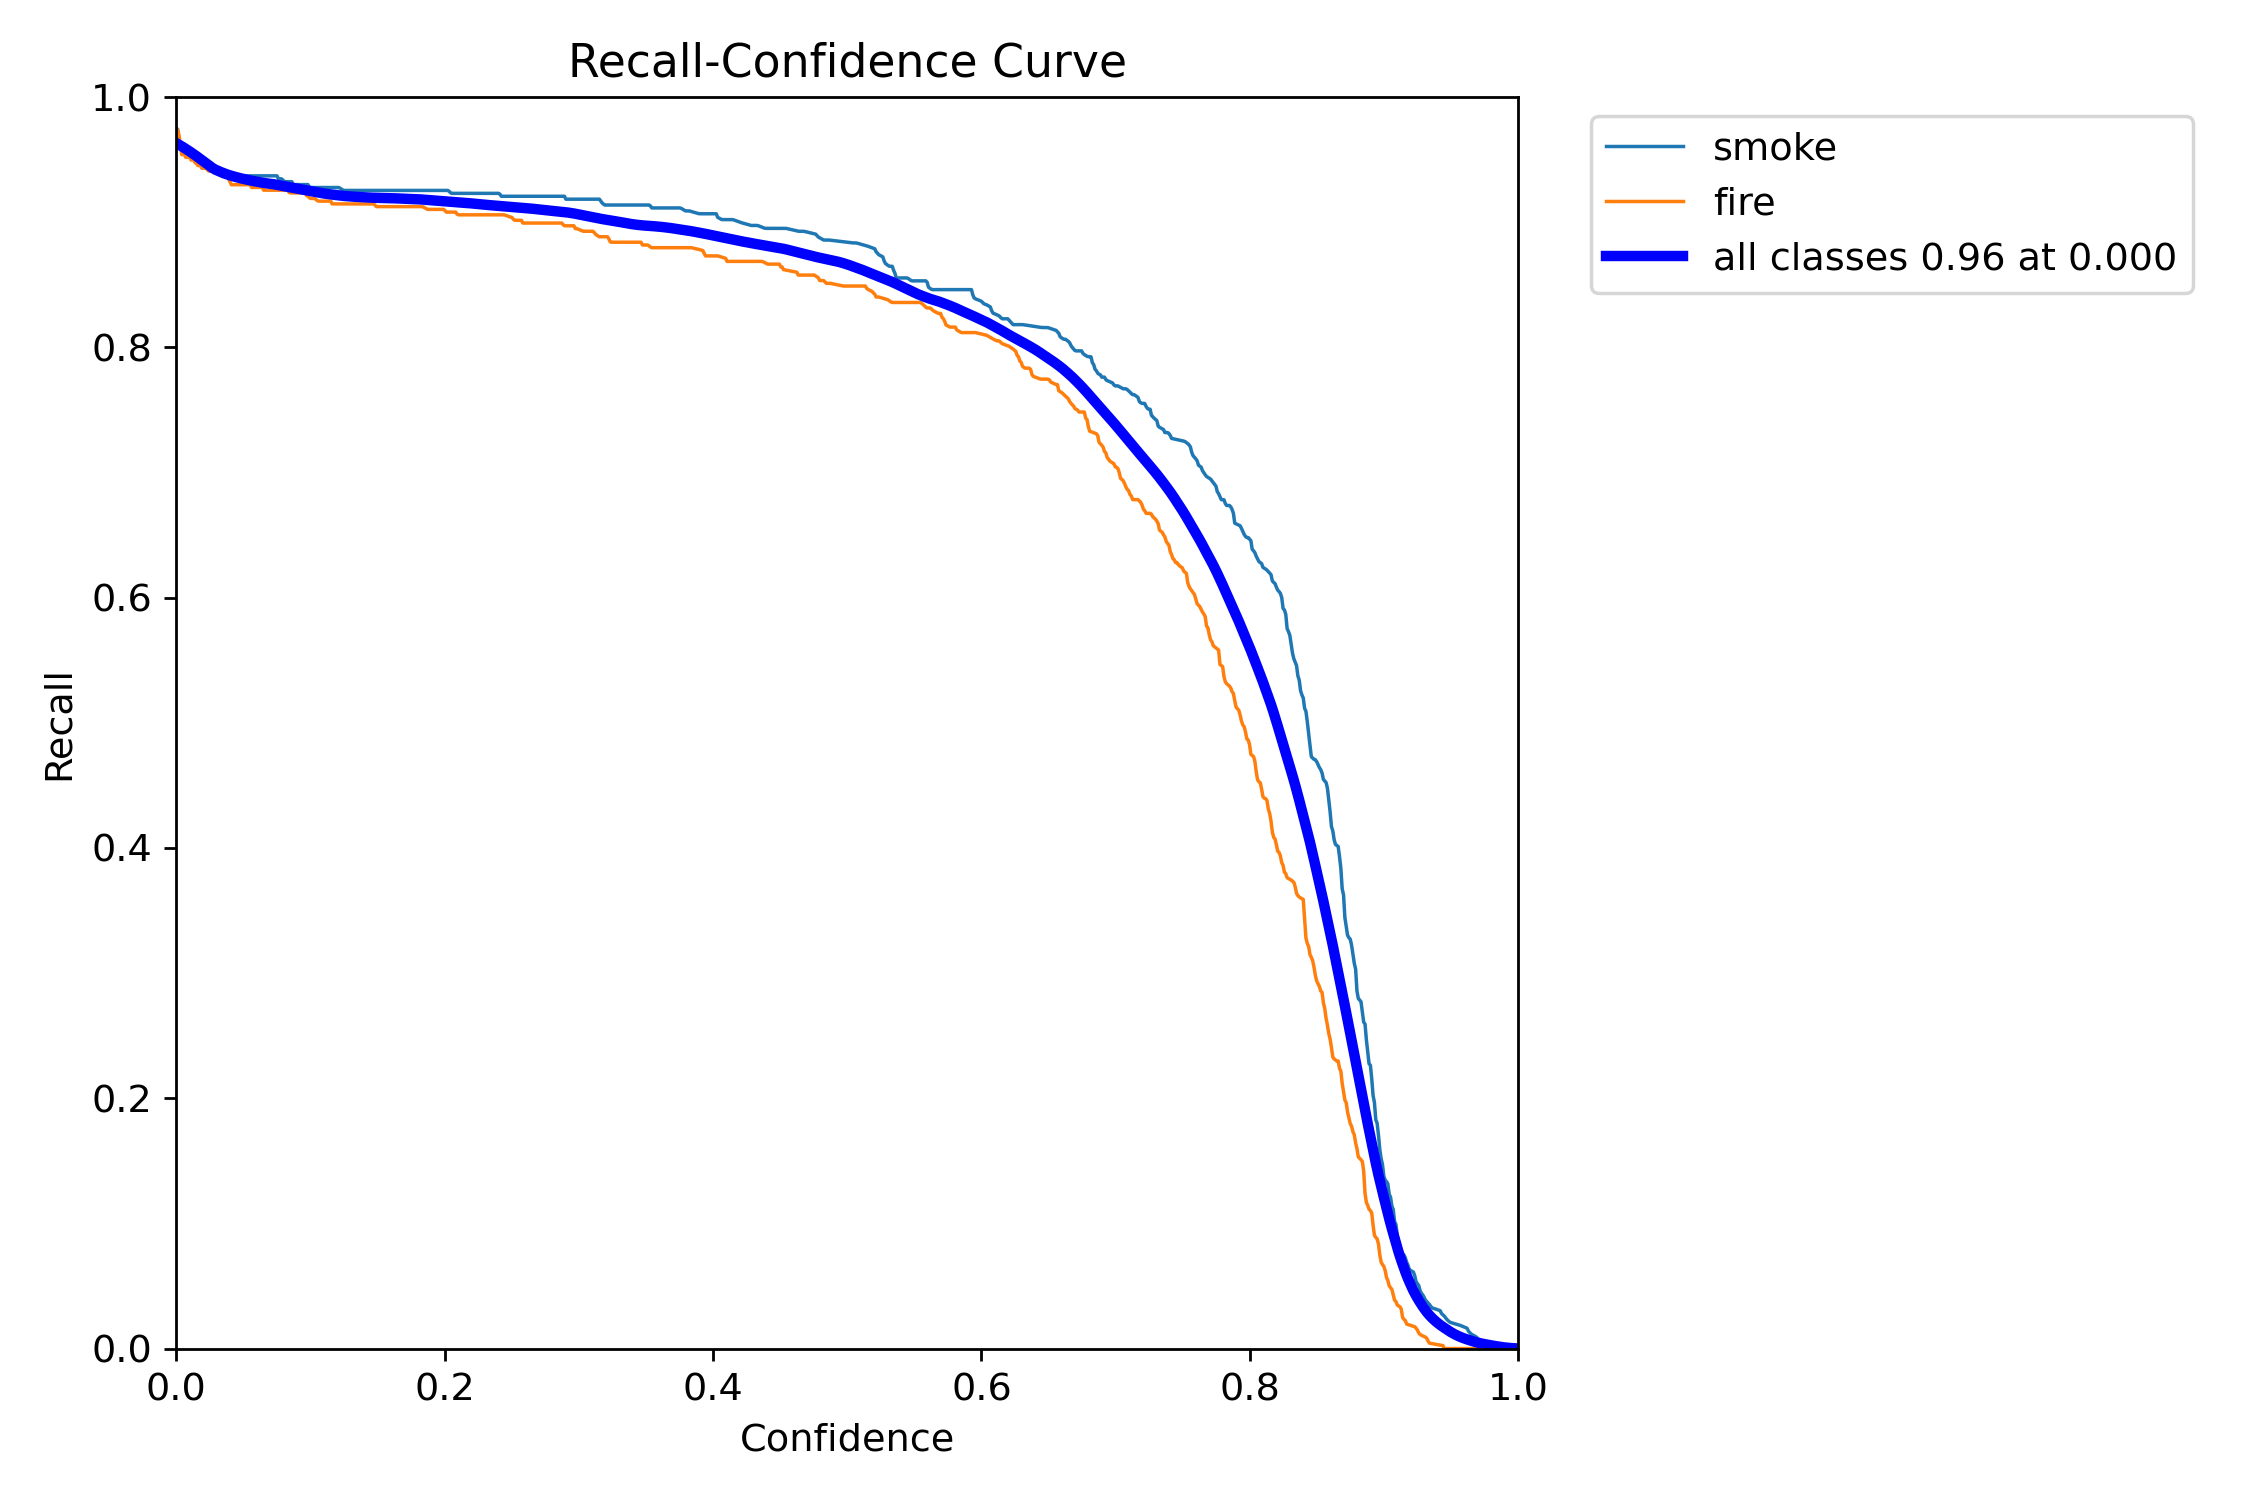 Recall-Confidence Curve
1.0
0.8
0.6
0.4
0.2
0.0
Recall
0.0 0.2 0.4 0.6 0.8 1.0
Confidence
smoke
fire
all classes 0.96 at 0.000